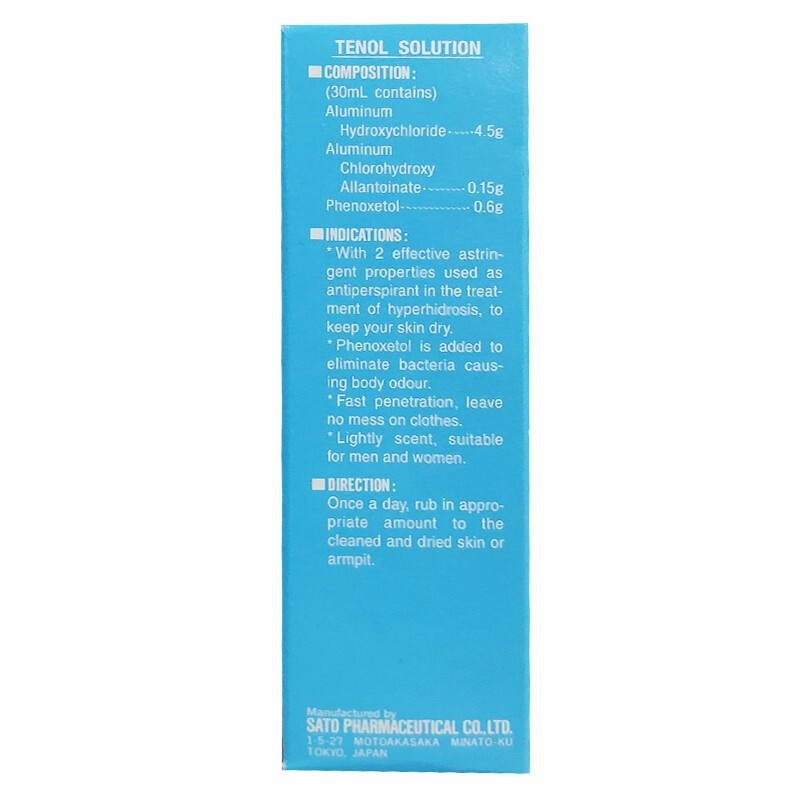 TENOL SOLUTION
COMPOSITION:
(30mL contains)
Aluminum
Hydroxychloride-----4.5g
Aluminum
Chlorohydroxy
Allantoinate-------0.15g
Phenoxetol-----------0.6g
INDICATIONS:
*With 2 effective astrin-
gent properties used as
antiperspirant in the treat-
ment of hyperhidrosis, to
keep your skin dry.
*Phenoxetol is added to
eliminate bacteria caus-
ing body odour.
*Fast penetration, leave
no mess on clothes.
*Lightly scent, suitable
for men and women.
DIRECTION:
Once a day, rub in appro-
priate amount to the
cleaned and dried skin or
armpit.
Manufactured by
SATO PHARMACEUTICAL CO.,LTD.
1-5-27 MOTOAKASAKA MINATO-KU
TOKYO, JAPAN